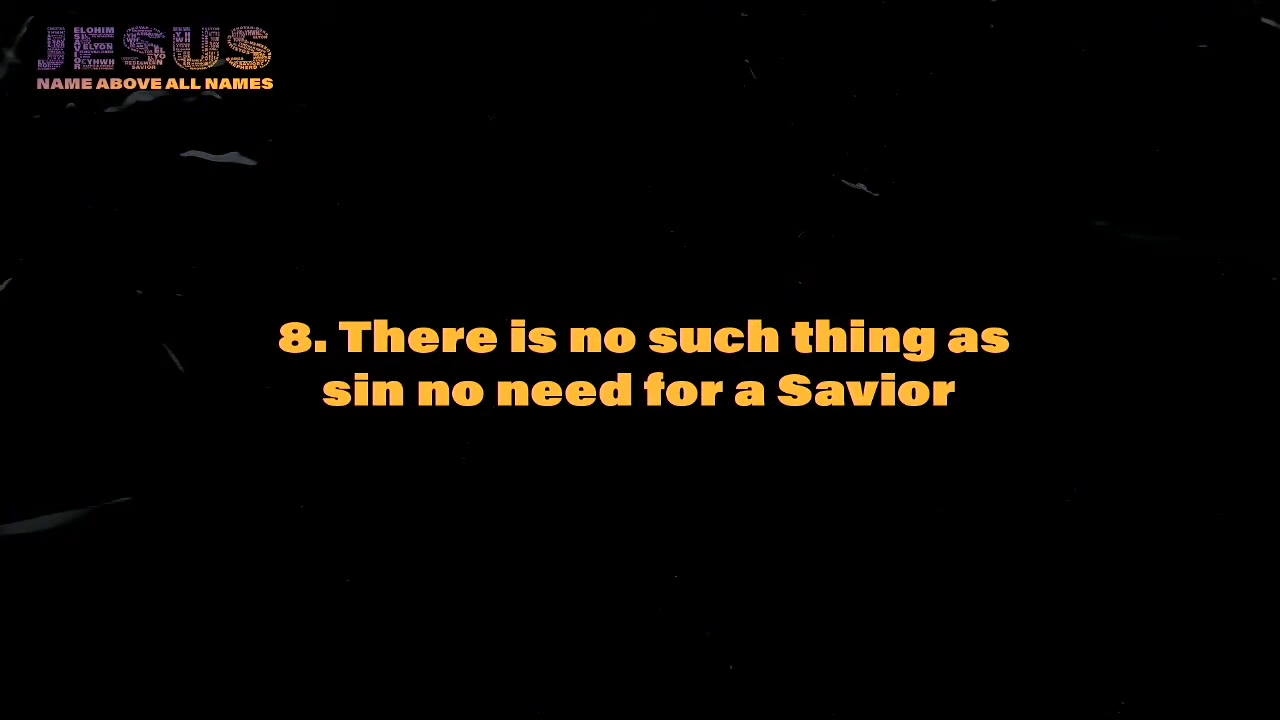 JESUS
NAME ABOVE ALL NAMES
8. There is no such thing as
sin no need for a Savior